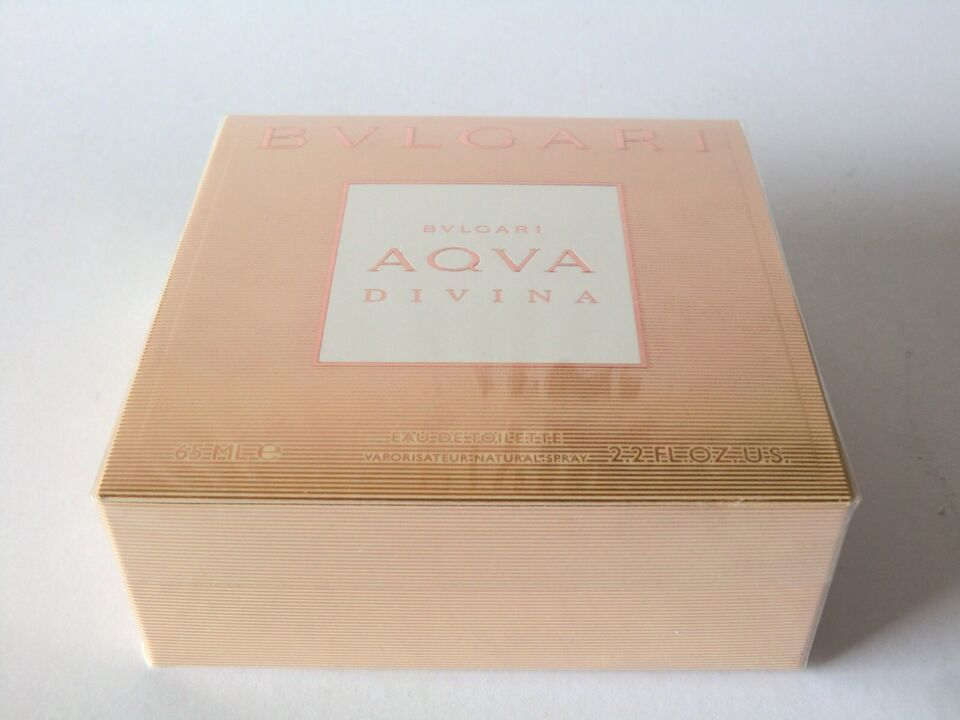 BVLGARI
BVLGARI
AQVA
DIVINA
65 ML ℮
EAU DE TOILETTE
VAPORISATEUR NATURAL SPRAY
2.2 FL. OZ. U.S.